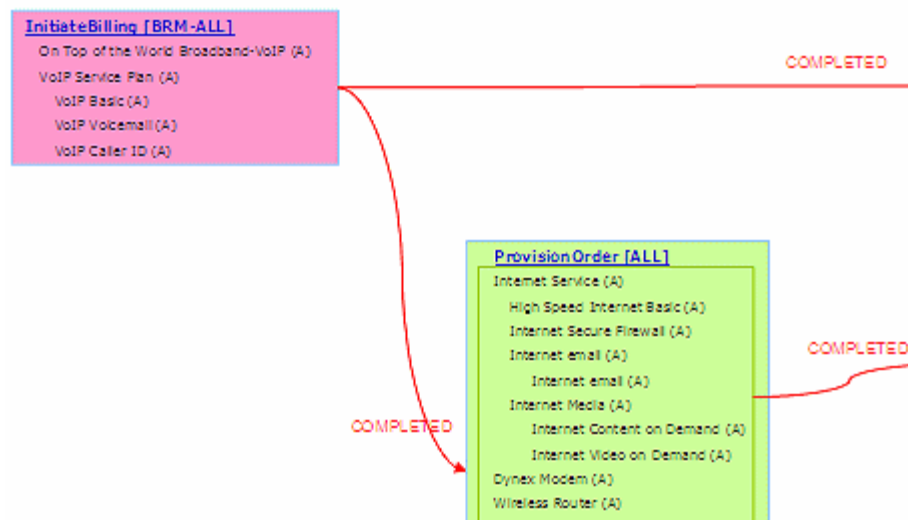 InitiateBilling [BRM-ALL]
On Top of the World Broadband-VoIP (A)
VoIP Service Plan (A)
VoIP Basic (A)
VoIP Voicemail (A)
VoIP Caller ID (A)
COMPLETED
ProvisionOrder [ALL]
Internet Service (A)
High Speed Internet Basic (A)
Internet Secure Firewall (A)
Internet email (A)
Internet email (A)
Internet Media (A)
Internet Content on Demand (A)
Internet Video on Demand (A)
Dynex Modem (A)
Wireless Router (A)
COMPLETED
COMPLETED